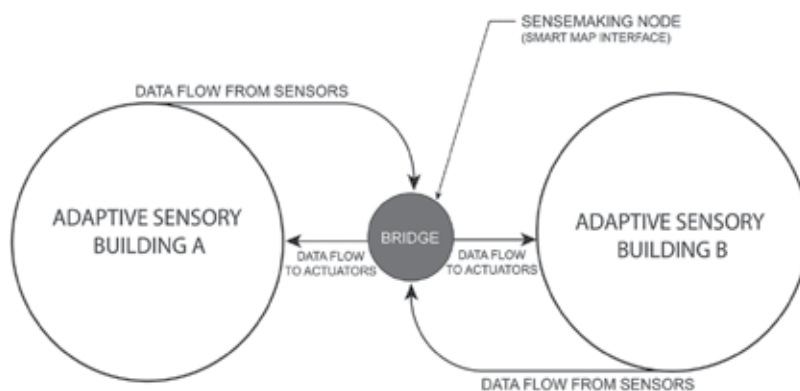 SENSEMAKING NODE
(SMART MAP INTERFACE)
DATA FLOW FROM SENSORS
ADAPTIVE SENSORY
BUILDING A
BRIDGE
DATA FLOW
TO ACTUATORS
DATA FLOW
TO ACTUATORS
ADAPTIVE SENSORY
BUILDING B
DATA FLOW FROM SENSORS